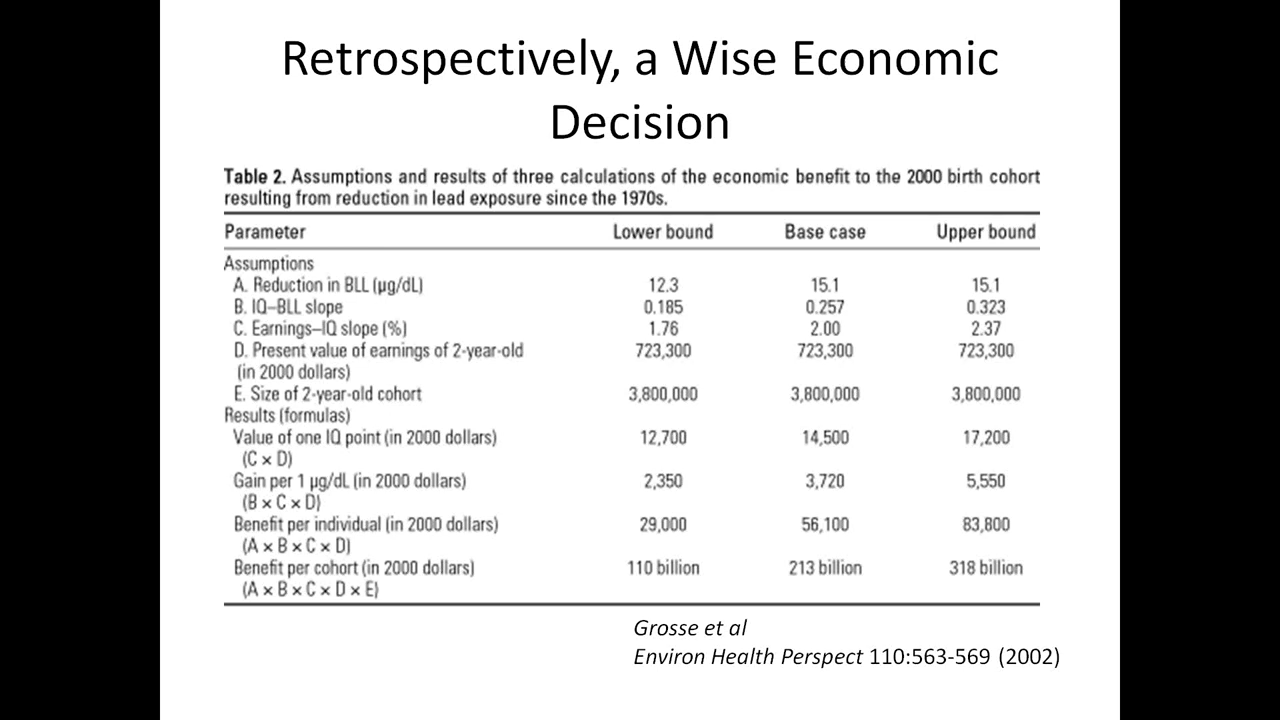 Retrospectively, a Wise Economic
Decision
Table 2. Assumptions and results of three calculations of the economic benefit to the 2000 birth cohort
resulting from reduction in lead exposure since the 1970s.
Parameter Lower bound Base case Upper bound
Assumptions
A. Reduction in BLL (µg/dL) 12.3 15.1 15.1
B. IQ–BLL slope 0.185 0.257 0.323
C. Earnings–IQ slope (%) 1.76 2.00 2.37
D. Present value of earnings of 2-year-old 723,300 723,300 723,300
(in 2000 dollars)
E. Size of 2-year-old cohort 3,800,000 3,800,000 3,800,000
Results (formulas)
Value of one IQ point (in 2000 dollars) 12,700 14,500 17,200
(C × D)
Gain per 1 µg/dL (in 2000 dollars) 2,350 3,720 5,550
(B × C × D)
Benefit per individual (in 2000 dollars) 29,000 56,100 83,800
(A × B × C × D)
Benefit per cohort (in 2000 dollars) 110 billion 213 billion 318 billion
(A × B × C × D × E)
Grosse et al
Environ Health Perspect 110:563-569 (2002)